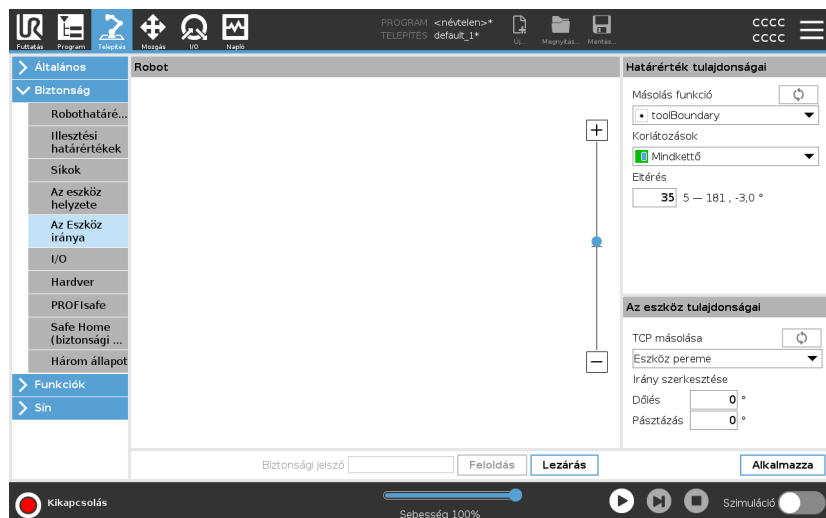 UR
Futtatás Program Telepítés Mozgás I/O Napló
PROGRAM <névtelen>*
TELEPÍTÉS default_1*
Új... Megnyitás... Mentés...
cccc
cccc
Általános
Biztonság
Robothatáré...
Illesztési
határértékek
Síkok
Az eszköz
helyzete
Az Eszköz
iránya
I/O
Hardver
PROFIsafe
Safe Home
(biztonsági ...
Három állapot
Funkciók
Sín
Robot
Határérték tulajdonságai
Másolás funkció
toolBoundary
Korlátozások
Mindkettő
Eltérés
35 5 — 181 , -3,0 °
Az eszköz tulajdonságai
TCP másolása
Eszköz pereme
Irány szerkesztése
Dőlés 0 °
Pásztázás 0 °
Biztonsági jelszó Feloldás Lezárás Alkalmazza
Kikapcsolás
Sebesség 100%
Szimuláció